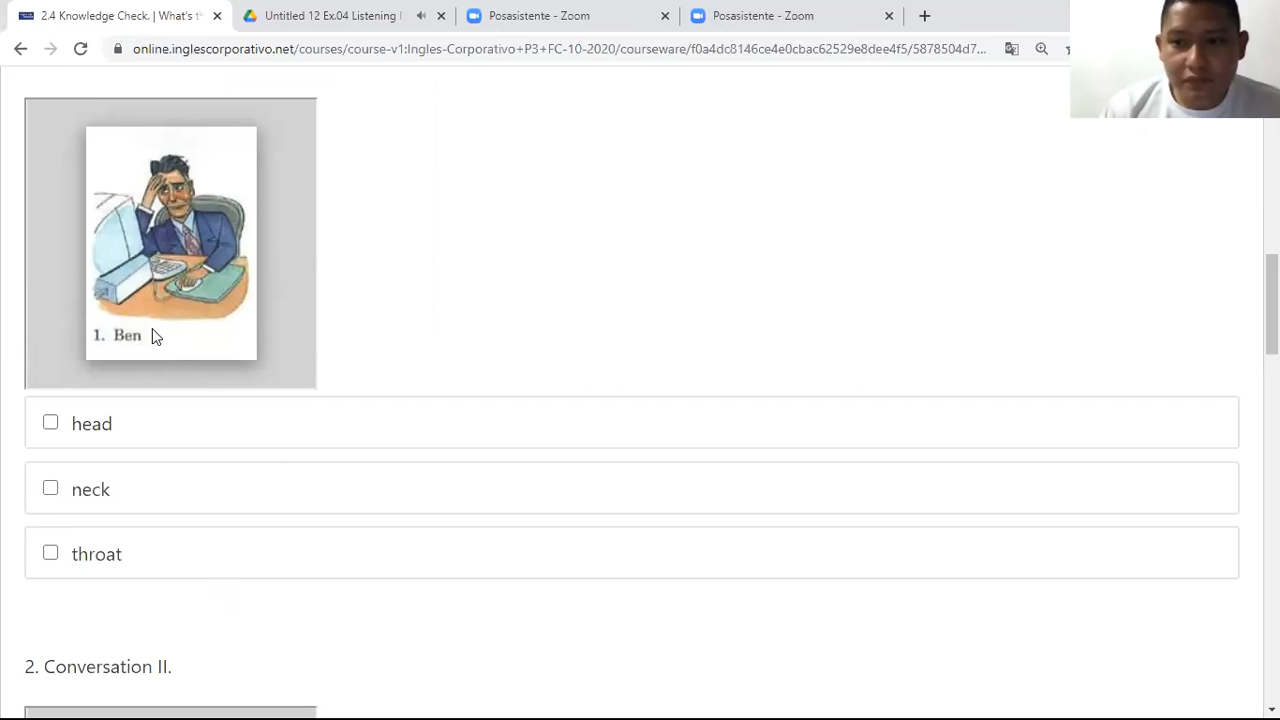 2.4 Knowledge Check. | What's t
Untitled 12 Ex.04 Listening
Posasistente - Zoom
Posasistente - Zoom
online.inglescorporativo.net/courses/course-v1:Ingles-Corporativo+P3+FC-10-2020/courseware/f0a4dc8146ce4e0cbac62529e8dee4f5/5878504d7...
1. Ben
head
neck
throat
2. Conversation II.